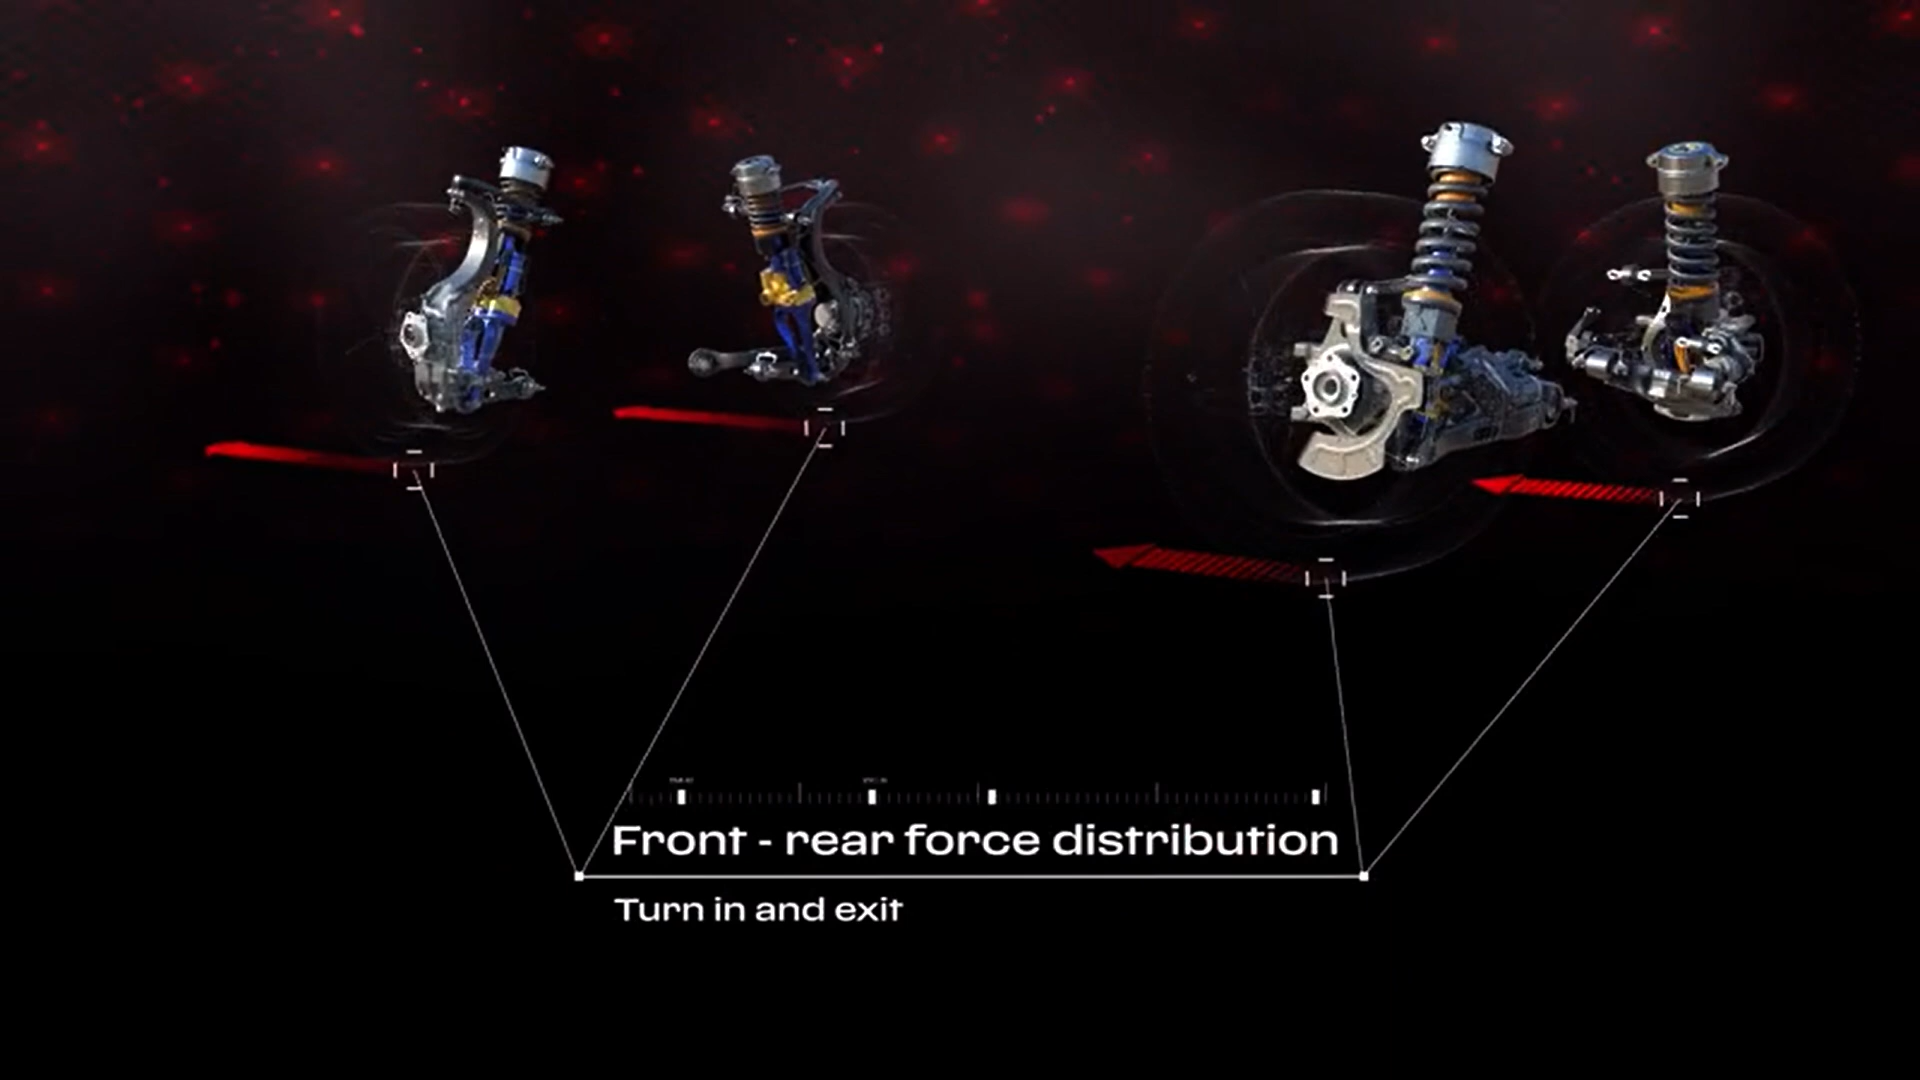 Front - rear force distribution
Turn in and exit